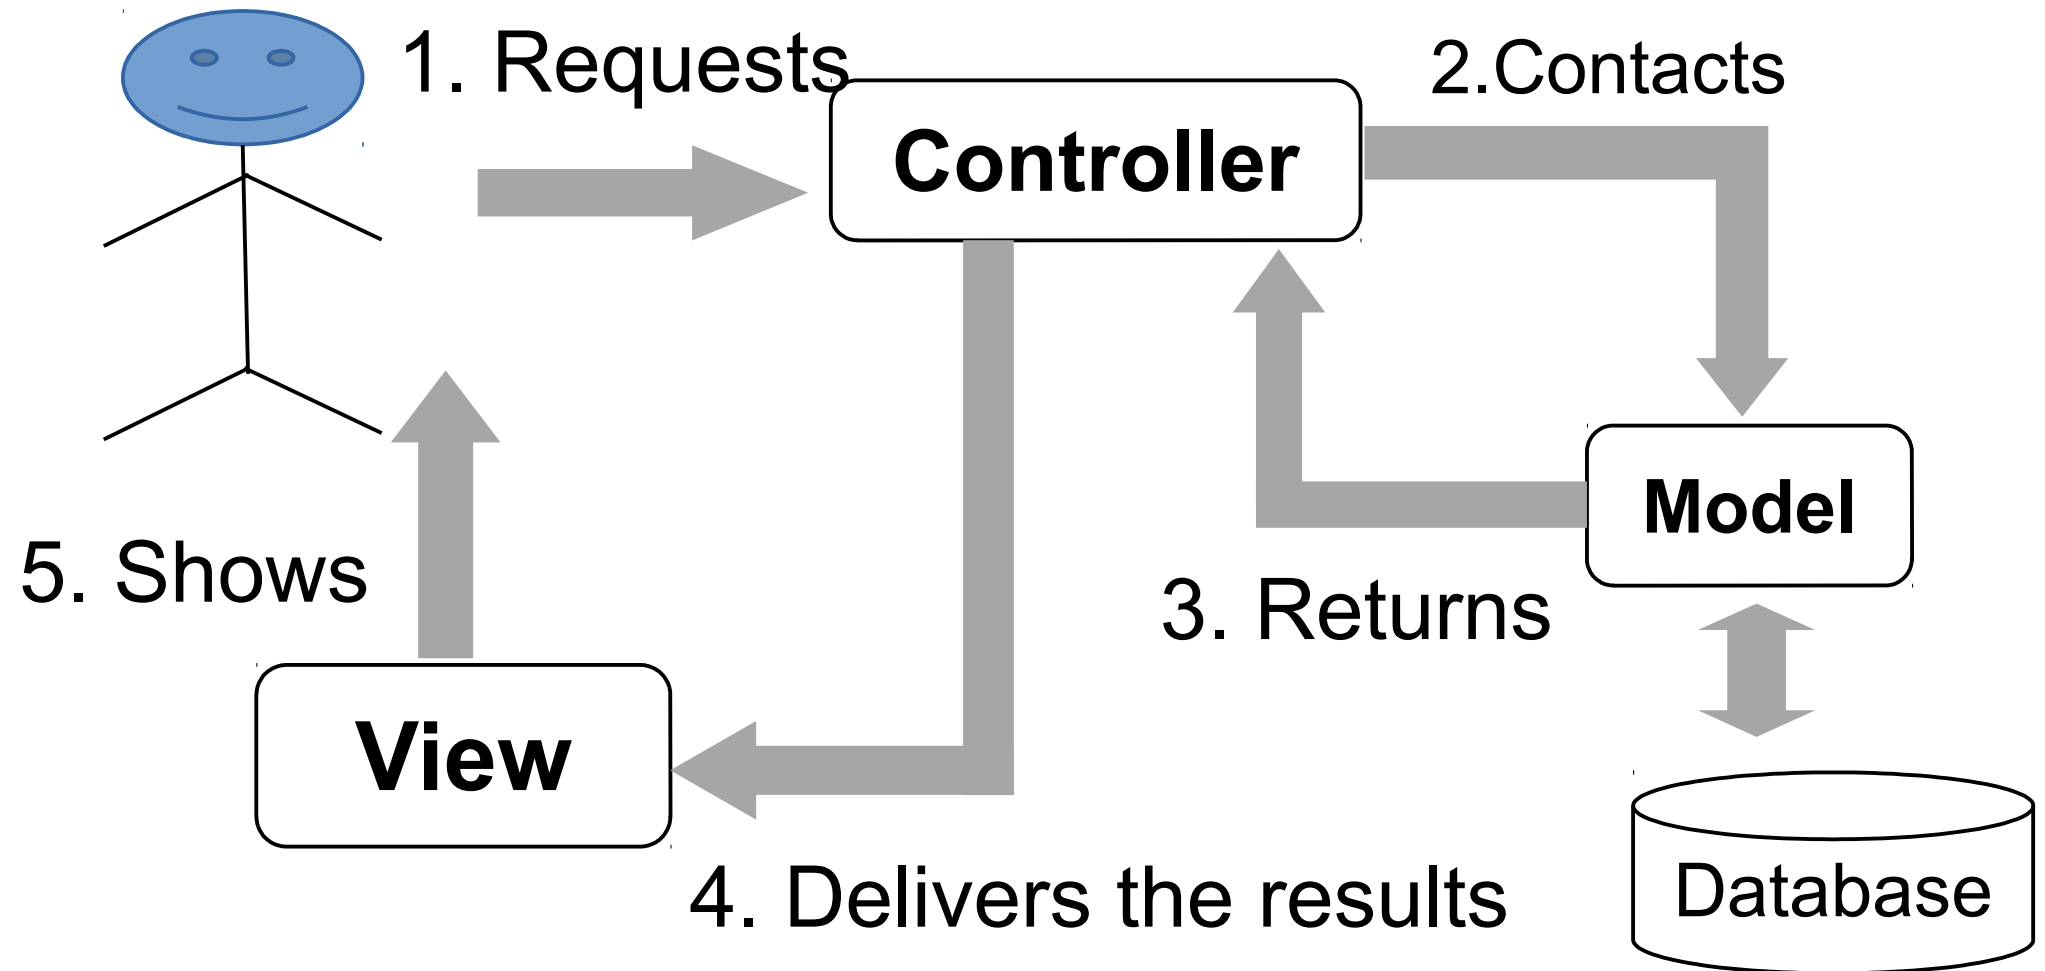 1. Requests
2.Contacts
Controller
Model
5. Shows
3. Returns
View
4. Delivers the results
Database